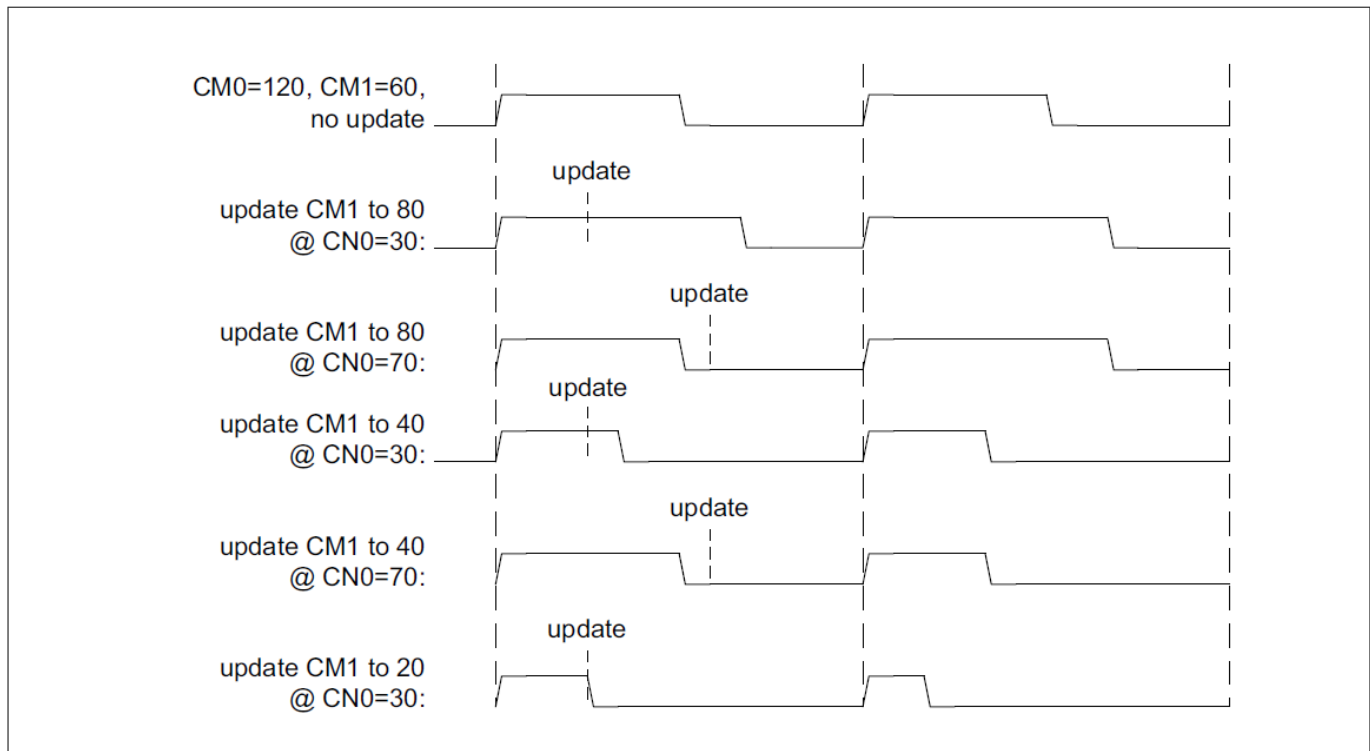 CM0=120, CM1=60,
no update
update
update CM1 to 80
@ CN0=30:
update
update CM1 to 80
@ CN0=70:
update
update CM1 to 40
@ CN0=30:
update
update CM1 to 40
@ CN0=70:
update
update CM1 to 20
@ CN0=30: